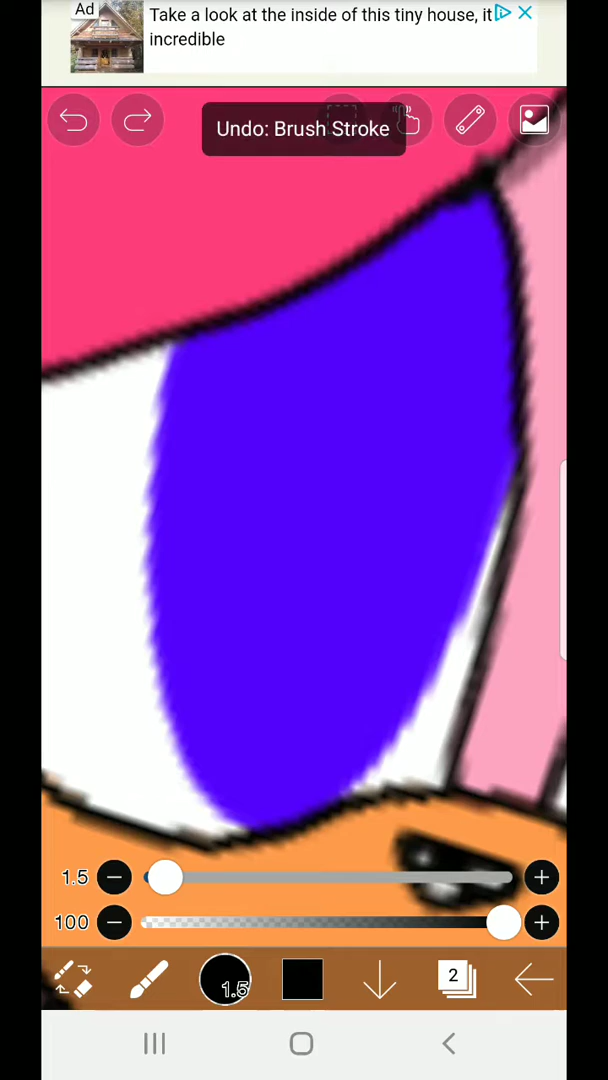 Ad
Take a look at the inside of this tiny house, it
incredible
Undo: Brush Stroke
1.5
100
1.5
2